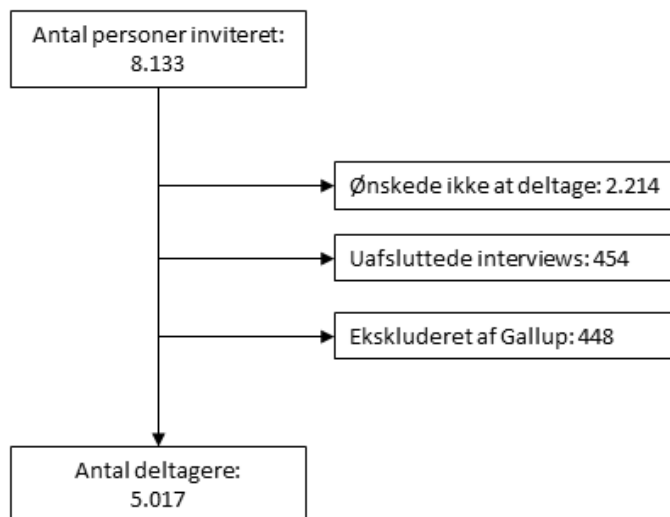 Antal personer inviteret:
8.133
Ønskede ikke at deltage: 2.214
Uafsluttede interviews: 454
Ekskluderet af Gallup: 448
Antal deltagere:
5.017